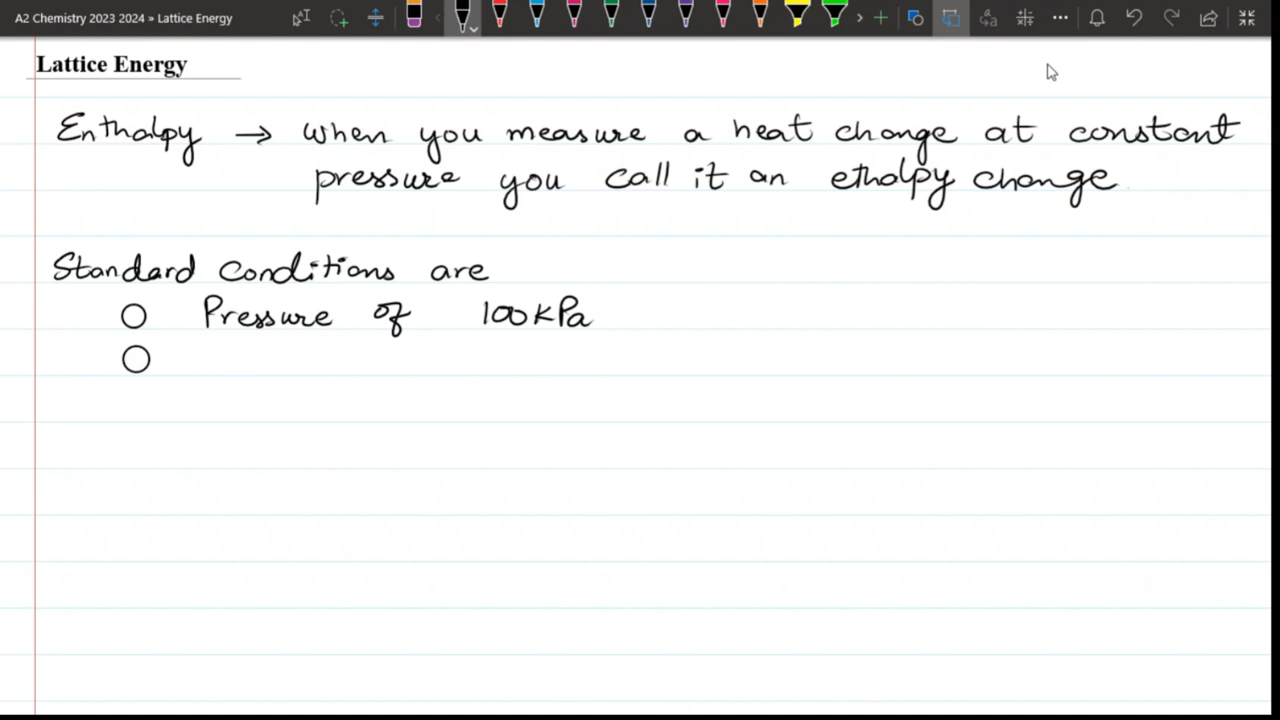 A2 Chemistry 2023 2024 » Lattice Energy
Lattice Energy
Enthalpy → when you measure a heat change at constant
pressure you call it an ethalpy change
Standard conditions are
○ Pressure of 100kPa
○